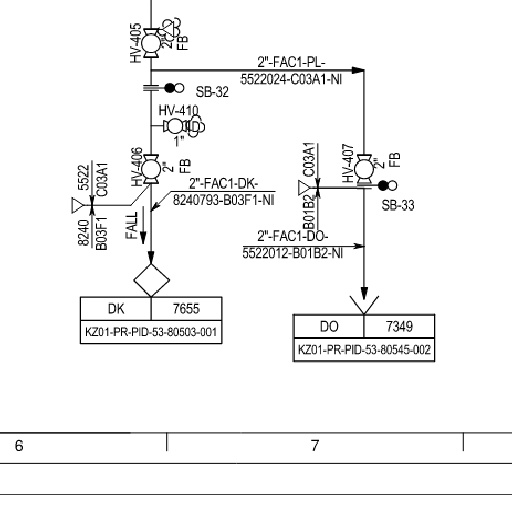 HV-405
2"
FB
2"-FAC1-PL-
5522024-C03A1-NI
SB-32
HV-410
1"
HV-406
2"
FB
5522
C03A1
8240
B03F1
FALL
2"-FAC1-DK-
8240793-B03F1-NI
C03A1
B01B2
HV-407
2"
FB
SB-33
2"-FAC1-DO-
5522012-B01B2-NI
DK 7655
KZ01-PR-PID-53-80503-001
DO 7349
KZ01-PR-PID-53-80545-002
6 7